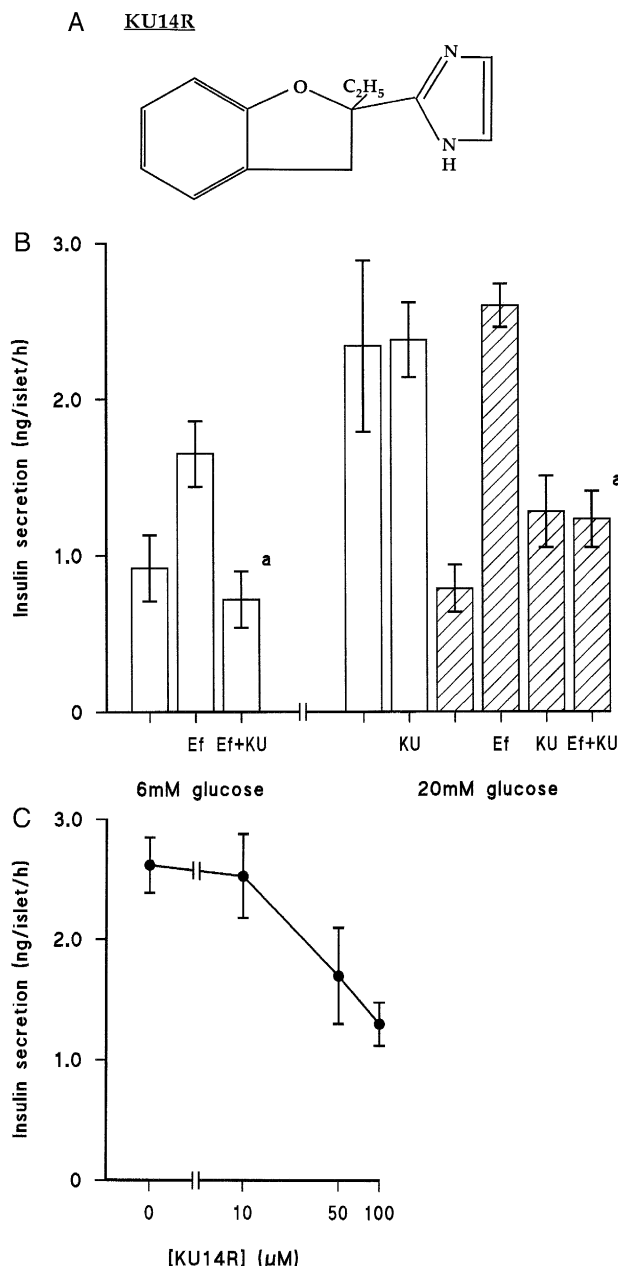 A KU14R
O
C₂H₅
N
N
H
B
Insulin secretion (ng/islet/h)
3.0
2.0
1.0
0
a
a
Ef Ef+KU KU Ef KU Ef+KU
6mM glucose 20mM glucose
C
Insulin secretion (ng/islet/h)
3.0
2.0
1.0
0
0 10 50 100
[KU14R] (μM)